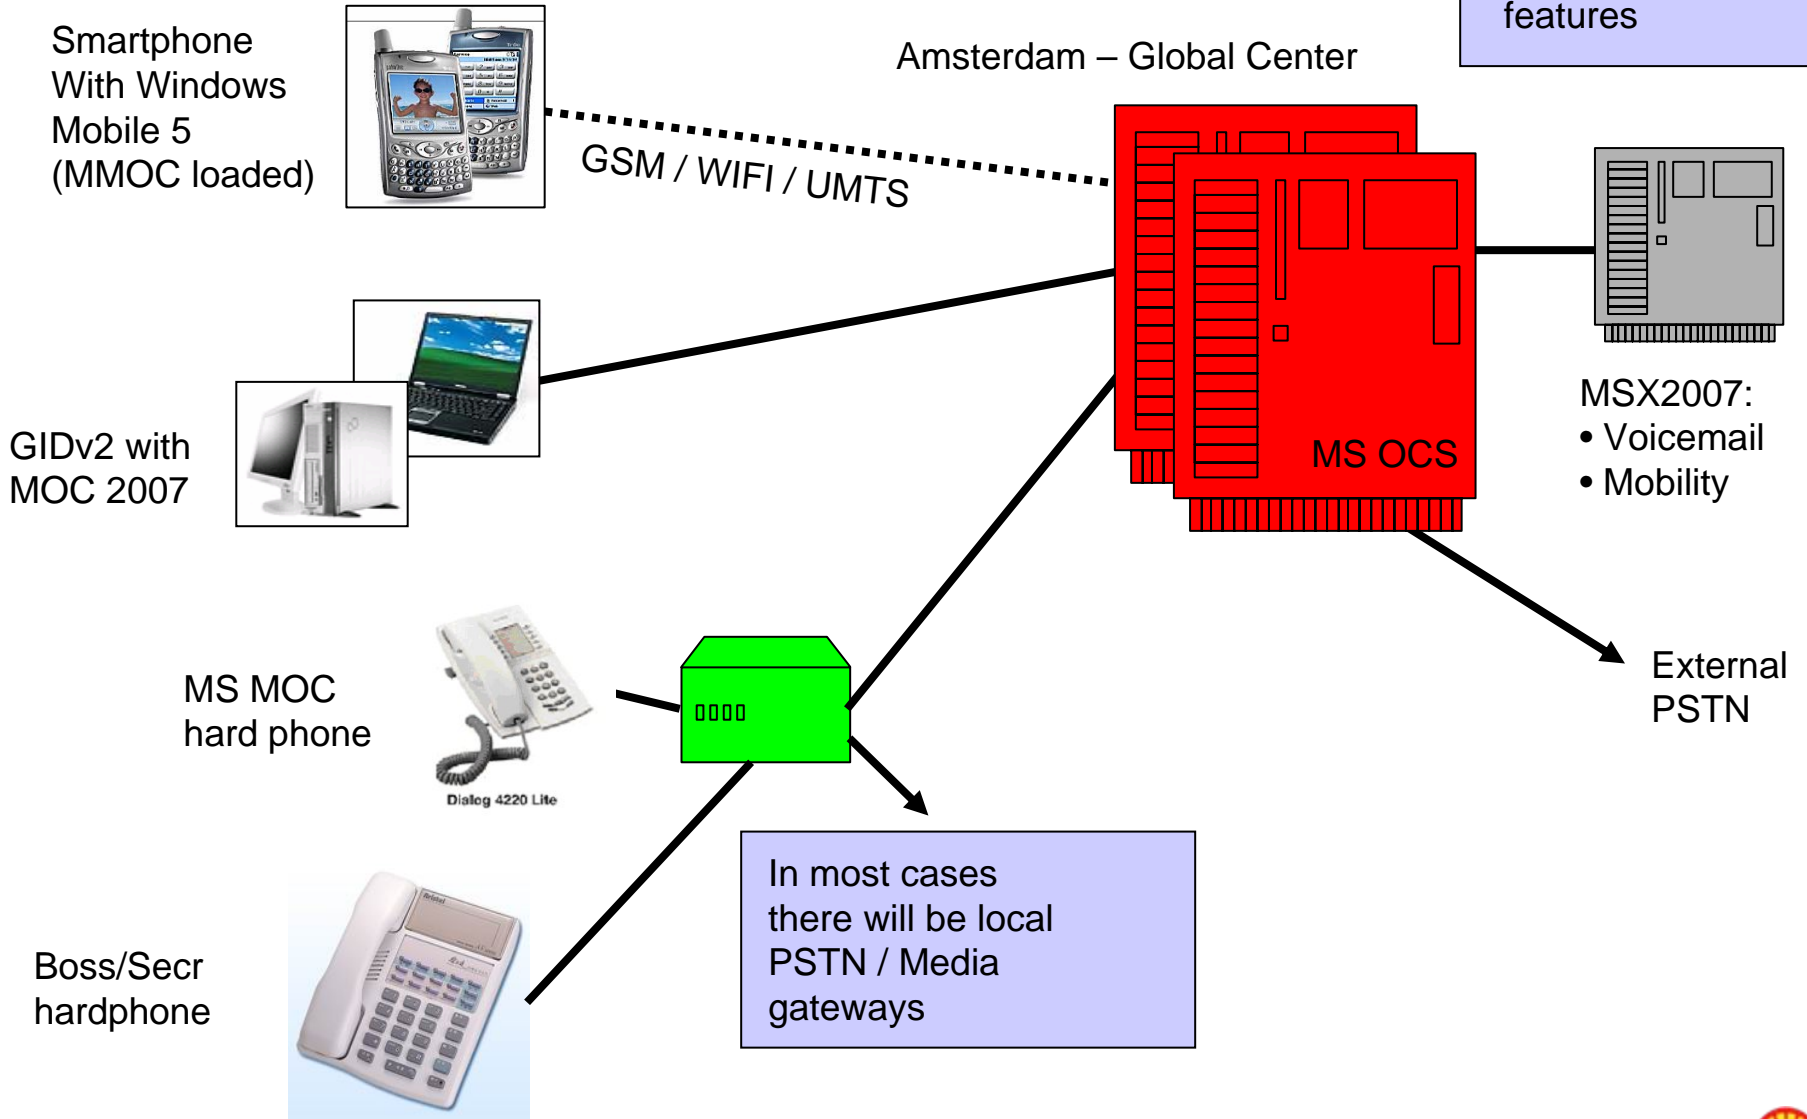 features
Smartphone
With Windows
Mobile 5
(MMOC loaded)
Amsterdam – Global Center
GSM / WIFI / UMTS
MS OCS
MSX2007:
• Voicemail
• Mobility
GIDv2 with
MOC 2007
MS MOC
hard phone
Dialog 4220 Lite
External
PSTN
In most cases
there will be local
PSTN / Media
gateways
Boss/Secr
hardphone